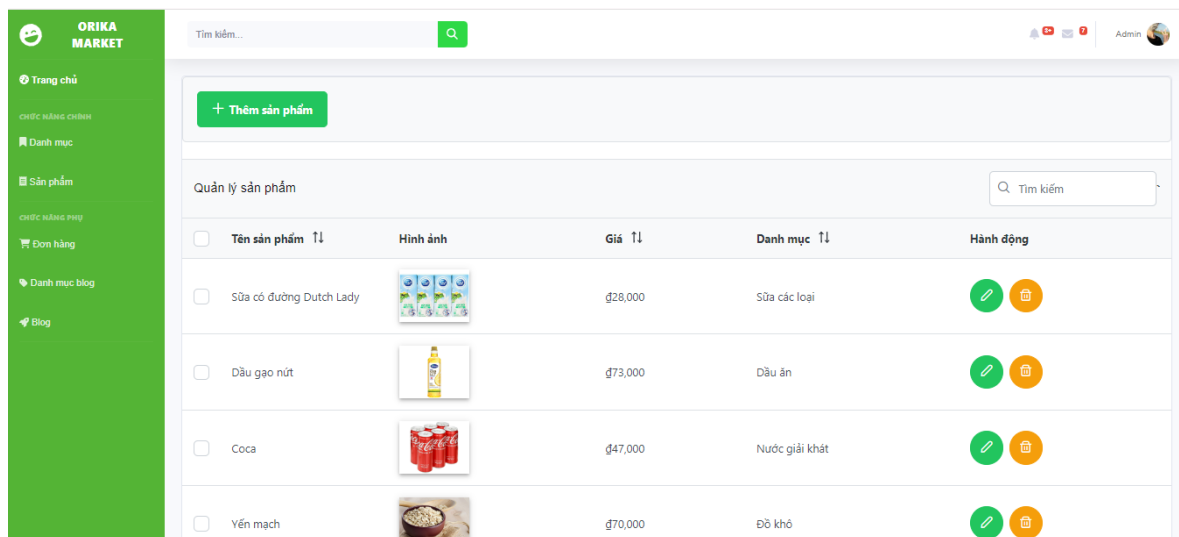 ORIKA
MARKET
Tìm kiếm...
3+
7
Admin
Trang chủ
CHỨC NĂNG CHÍNH
Danh mục
Sản phẩm
CHỨC NĂNG PHỤ
Đơn hàng
Danh mục blog
Blog
+ Thêm sản phẩm
Quản lý sản phẩm
Tìm kiếm
Tên sản phẩm
Hình ảnh
Giá
Danh mục
Hành động
Sữa có đường Dutch Lady
₫28,000
Sữa các loại
Dầu gạo nứt
₫73,000
Dầu ăn
Coca
₫47,000
Nước giải khát
Yến mạch
₫70,000
Đồ khô